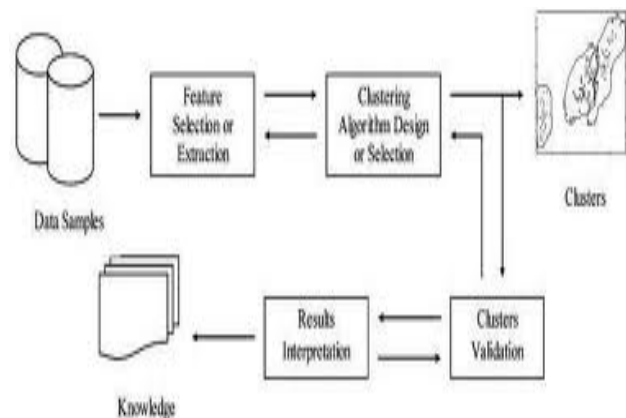 Feature
Selection or
Extraction
Clustering
Algorithm Design
or Selection
Clusters
Data Samples
Results
Interpretation
Clusters
Validation
Knowledge